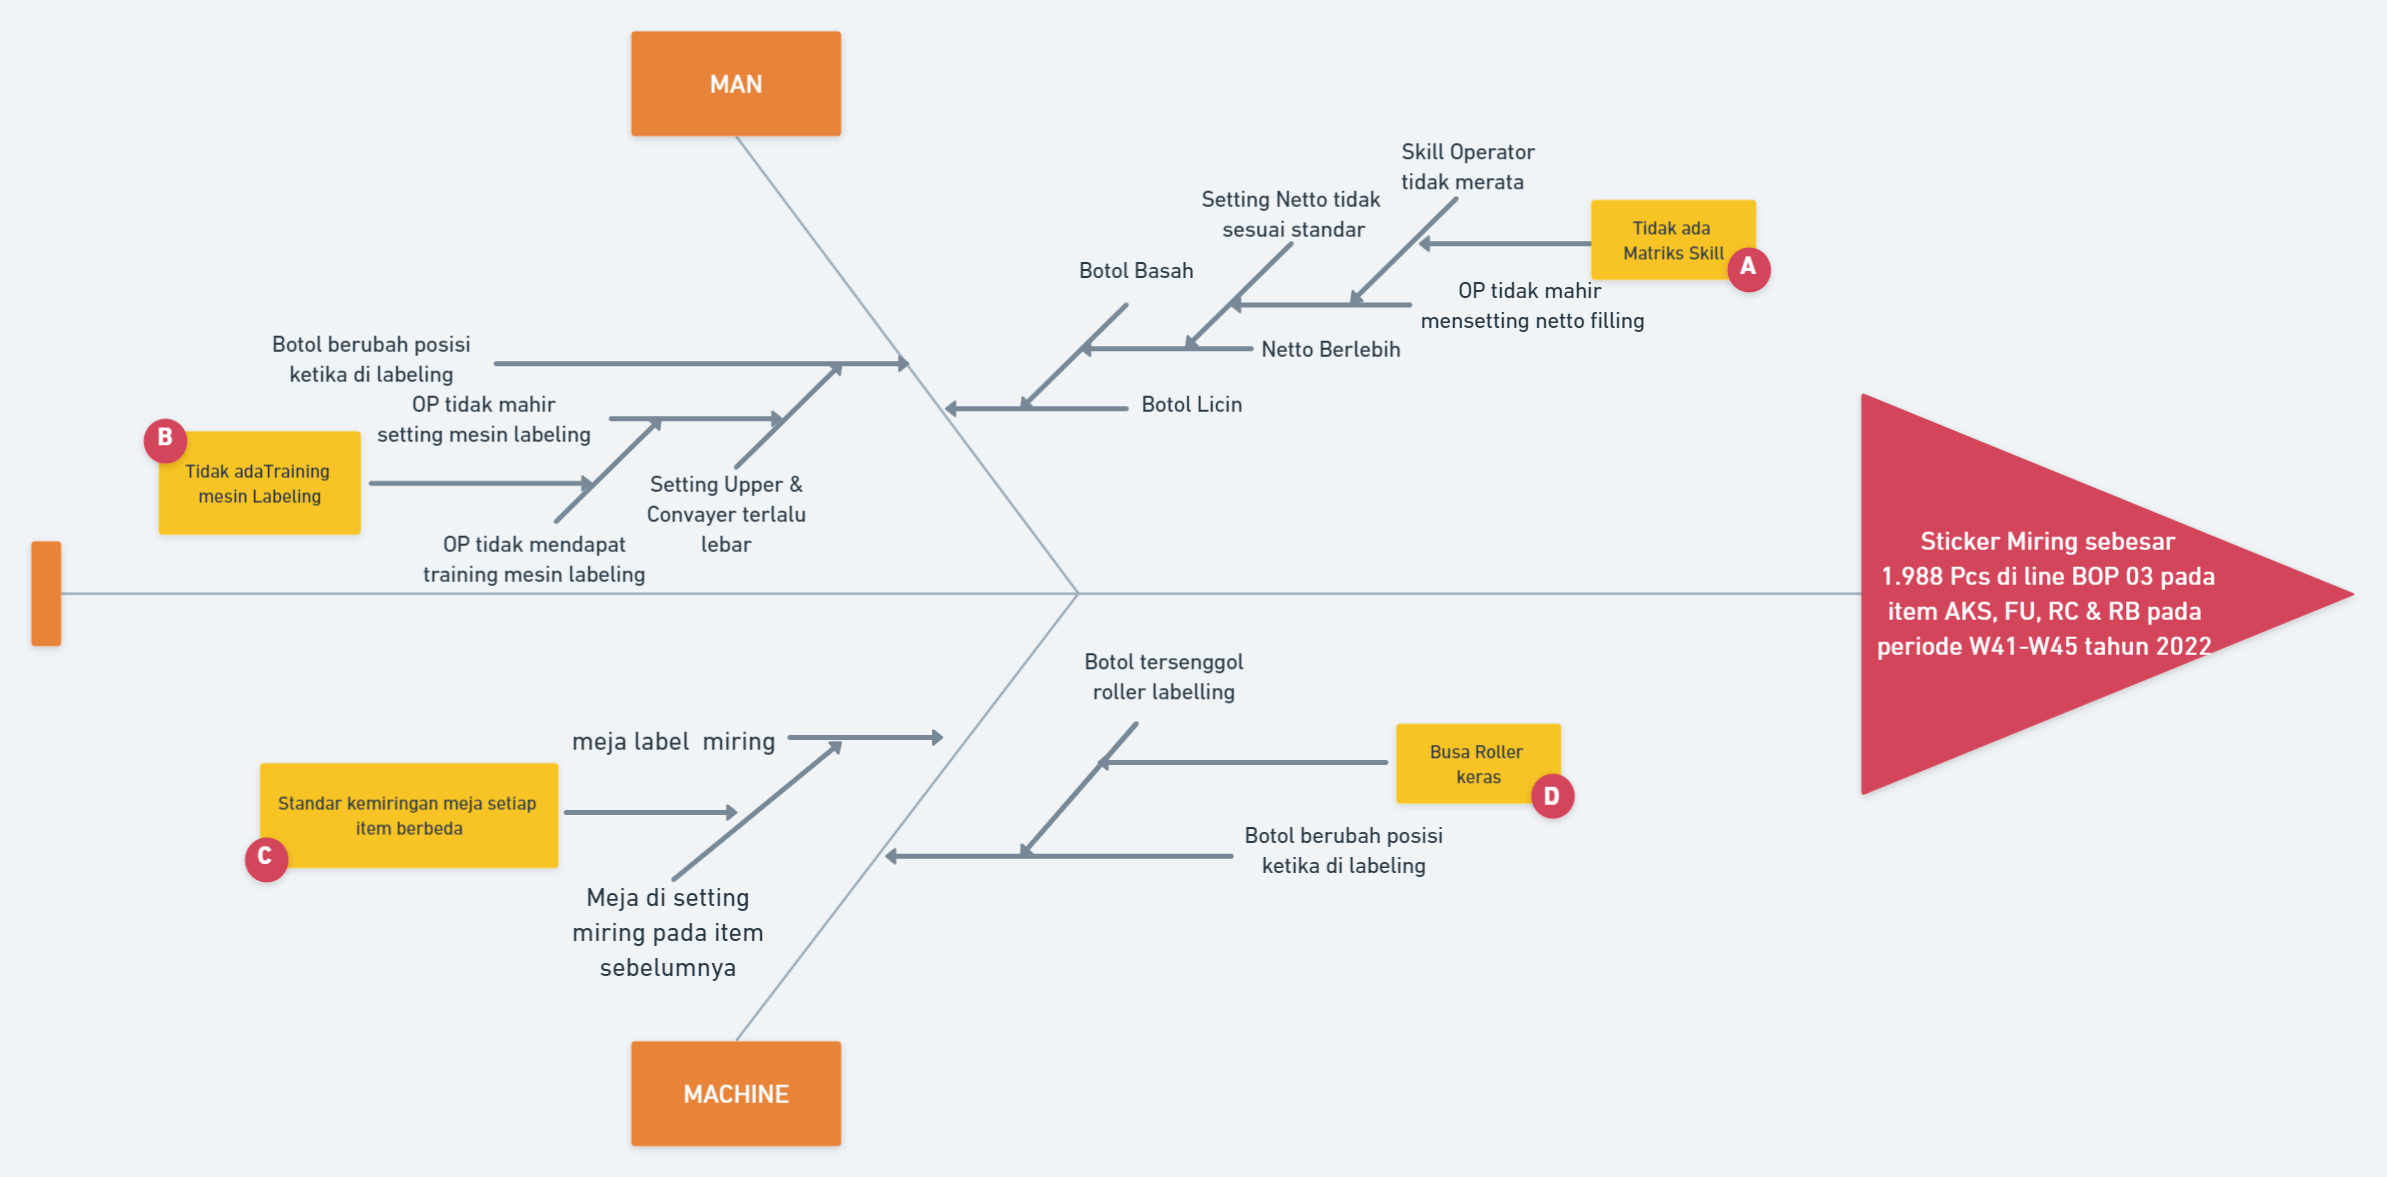 MAN
Skill Operator
tidak merata
Setting Netto tidak
sesuai standar
Tidak ada
Matriks Skill
A
Botol Basah
OP tidak mahir
mensetting netto filling
Netto Berlebih
Botol Licin
Botol berubah posisi
ketika di labeling
OP tidak mahir
setting mesin labeling
B
Tidak adaTraining
mesin Labeling
Setting Upper &
Convayer terlalu
lebar
OP tidak mendapat
training mesin labeling
Sticker Miring sebesar
1.988 Pcs di line BOP 03 pada
item AKS, FU, RC & RB pada
periode W41-W45 tahun 2022
Botol tersenggol
roller labelling
meja label  miring
Busa Roller
keras
D
Standar kemiringan meja setiap
item berbeda
C
Botol berubah posisi
ketika di labeling
Meja di setting
miring pada item
sebelumnya
MACHINE